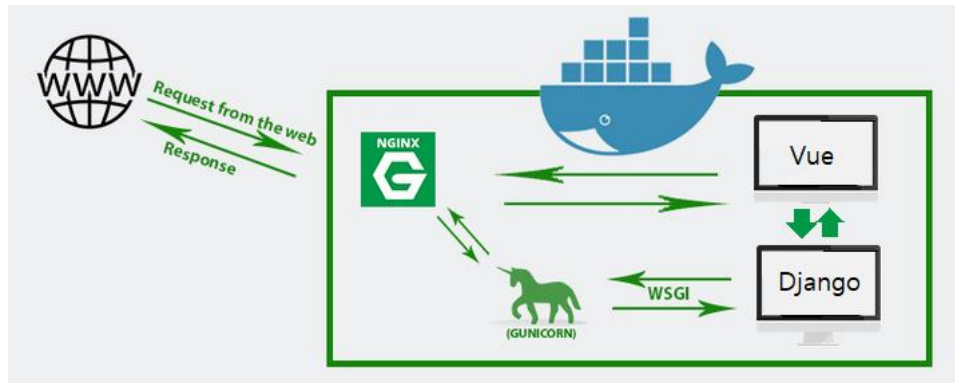 WWW
Request from the web
Response
NGINX
G
Vue
Django
WSGI
(GUNICORN)